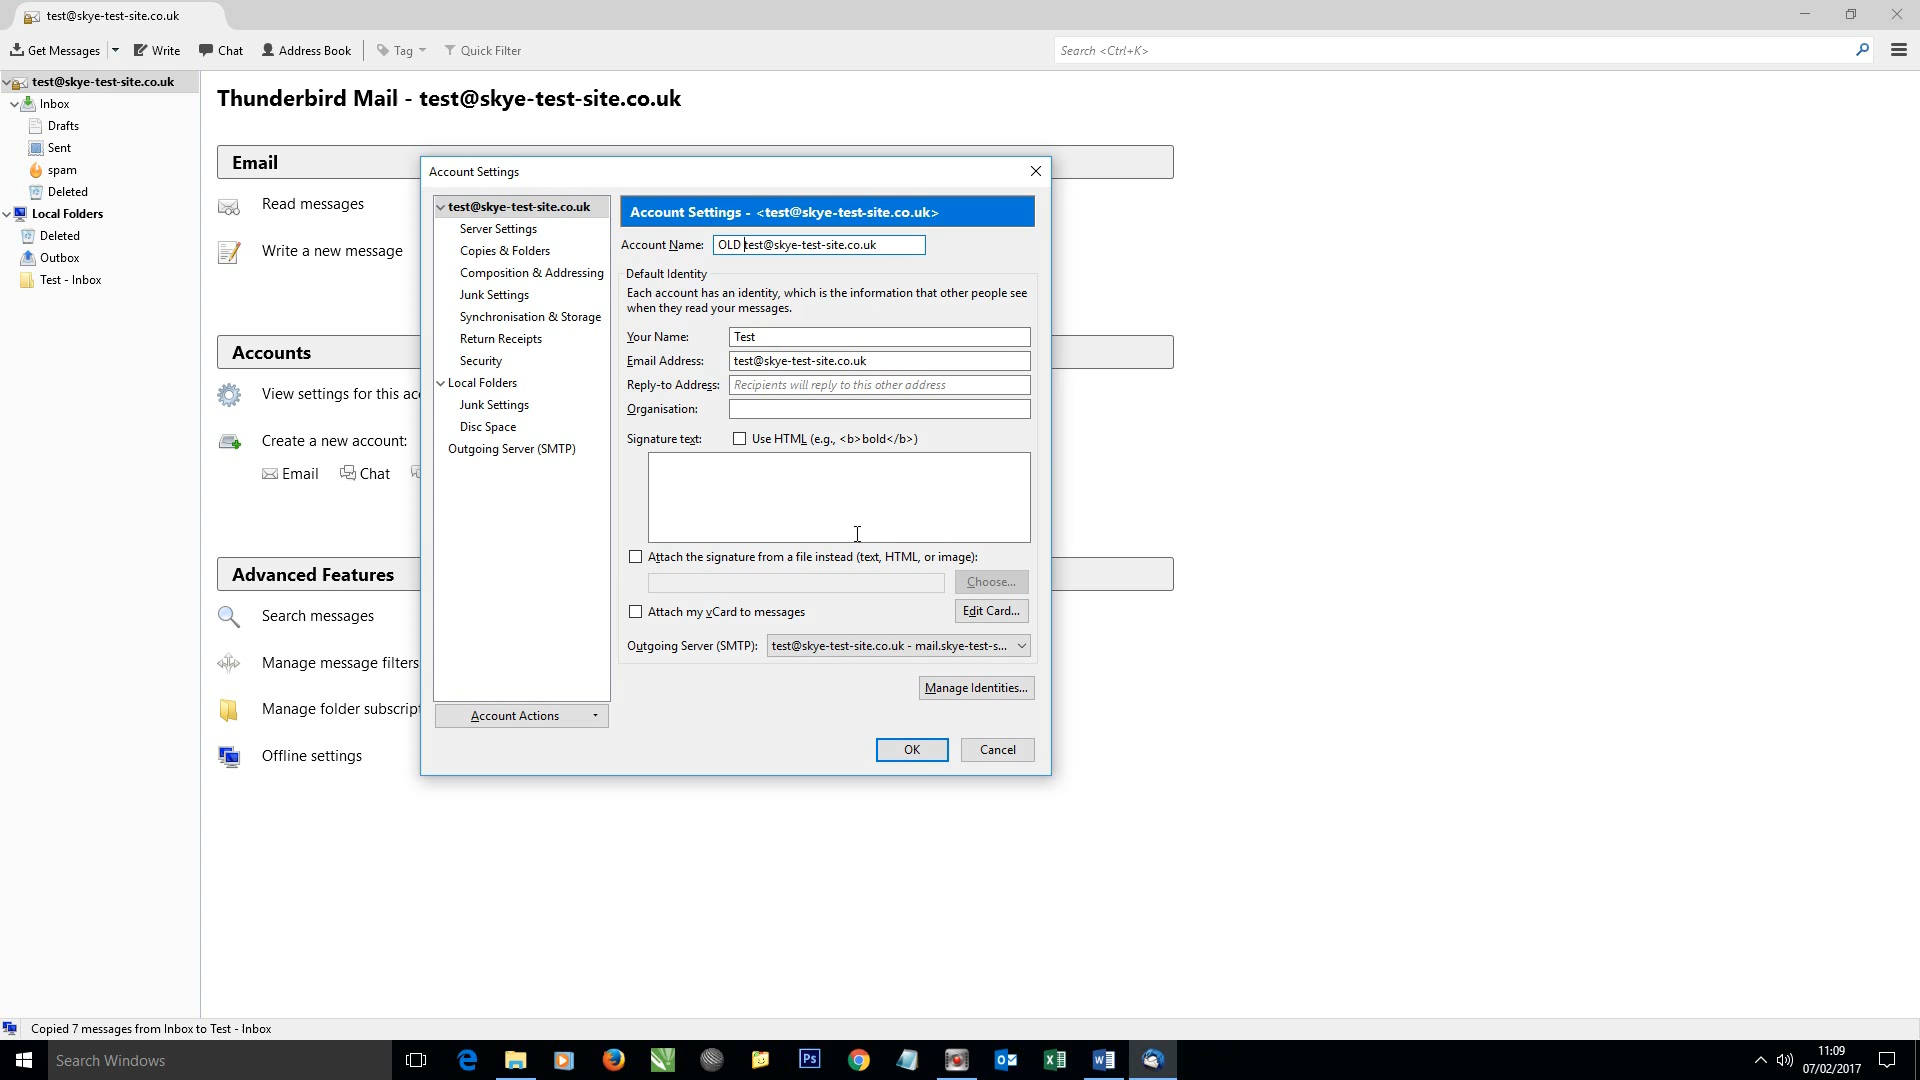 test@skye-test-site.co.uk
Get Messages
Write
Chat
Address Book
Tag
Quick Filter
Search <Ctrl+K>
test@skye-test-site.co.uk
Inbox
Drafts
Sent
spam
Deleted
Local Folders
Deleted
Outbox
Test - Inbox
Thunderbird Mail - test@skye-test-site.co.uk
Email
Read messages
Write a new message
Accounts
View settings for this acc
Create a new account:
Email
Chat
Advanced Features
Search messages
Manage message filters
Manage folder subscript
Offline settings
Account Settings
test@skye-test-site.co.uk
Server Settings
Copies & Folders
Composition & Addressing
Junk Settings
Synchronisation & Storage
Return Receipts
Security
Local Folders
Junk Settings
Disc Space
Outgoing Server (SMTP)
Account Actions
Account Settings - <test@skye-test-site.co.uk>
Account Name: OLD test@skye-test-site.co.uk
Default Identity
Each account has an identity, which is the information that other people see
when they read your messages.
Your Name: Test
Email Address: test@skye-test-site.co.uk
Reply-to Address: Recipients will reply to this other address
Organisation:
Signature text: Use HTML (e.g., <b>bold</b>)
Attach the signature from a file instead (text, HTML, or image):
Choose...
Attach my vCard to messages
Edit Card...
Outgoing Server (SMTP): test@skye-test-site.co.uk - mail.skye-test-s...
Manage Identities...
OK
Cancel
Copied 7 messages from Inbox to Test - Inbox
Search Windows
Ps
11:09
07/02/2017